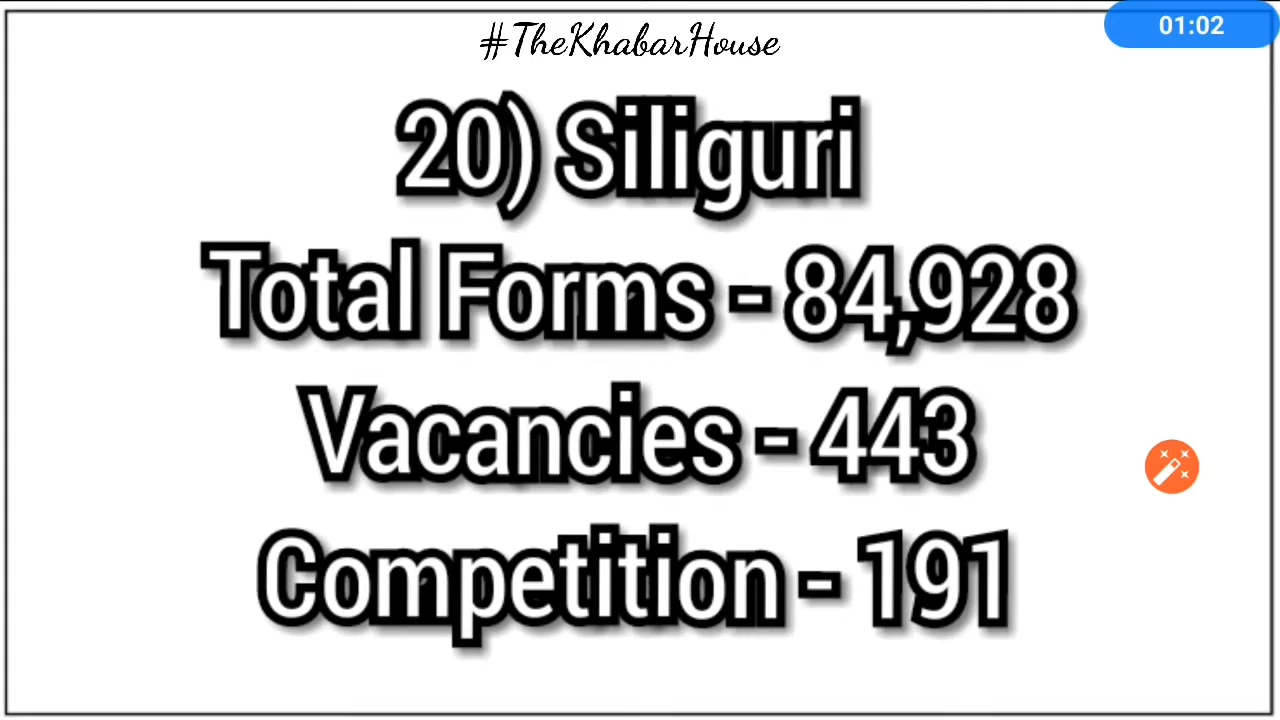 #TheKhabarHouse
01:02
20) Siliguri
Total Forms - 84,928
Vacancies - 443
Competition - 191